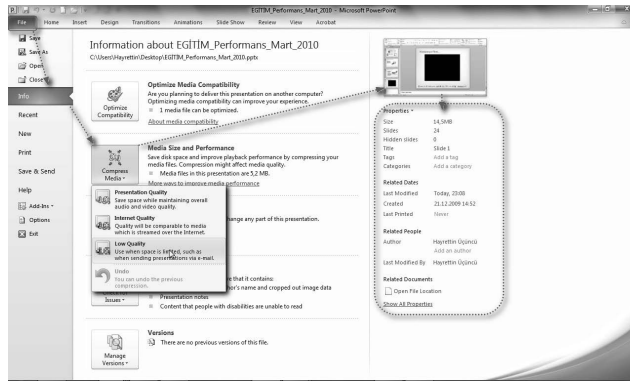 EGİTİM_Performans_Mart_2010 - Microsoft PowerPoint
File Home Insert Design Transitions Animations Slide Show Review View Acrobat
Save
Save As
Open
Close
Info
Recent
New
Print
Save & Send
Help
Add-Ins
Options
Exit
Information about EGİTİM_Performans_Mart_2010
C:\Users\Hayrettin\Desktop\EGİTİM_Performans_Mart_2010.pptx
Optimize Compatibility
Optimize Media Compatibility
Are you planning to deliver this presentation on another computer?
Optimizing media compatibility can improve your experience.
1 media file can be optimized.
About media compatibility
Compress Media
Media Size and Performance
Save disk space and improve playback performance by compressing your
media files. Compression might affect media quality.
Media files in this presentation are 5,2 MB.
More ways to improve media performance
Presentation Quality
Save space while maintaining overall
audio and video quality.
Internet Quality
Quality will be comparable to media
which is streamed over the Internet.
Low Quality
Use when space is limited, such as
when sending presentations via e-mail.
Undo
You can undo the previous
compression.
change any part of this presentation.
that it contains:
author's name and cropped out image data
Issues
Presentation notes
Content that people with disabilities are unable to read
Manage Versions
Versions
There are no previous versions of this file.
Properties
Size 14,5MB
Slides 24
Hidden slides 0
Title Slide 1
Tags Add a tag
Categories Add a category
Related Dates
Last Modified Today, 23:08
Created 21.12.2009 14:52
Last Printed Never
Related People
Author Hayrettin Üçüncü
Add an author
Last Modified By Hayrettin Üçüncü
Related Documents
Open File Location
Show All Properties